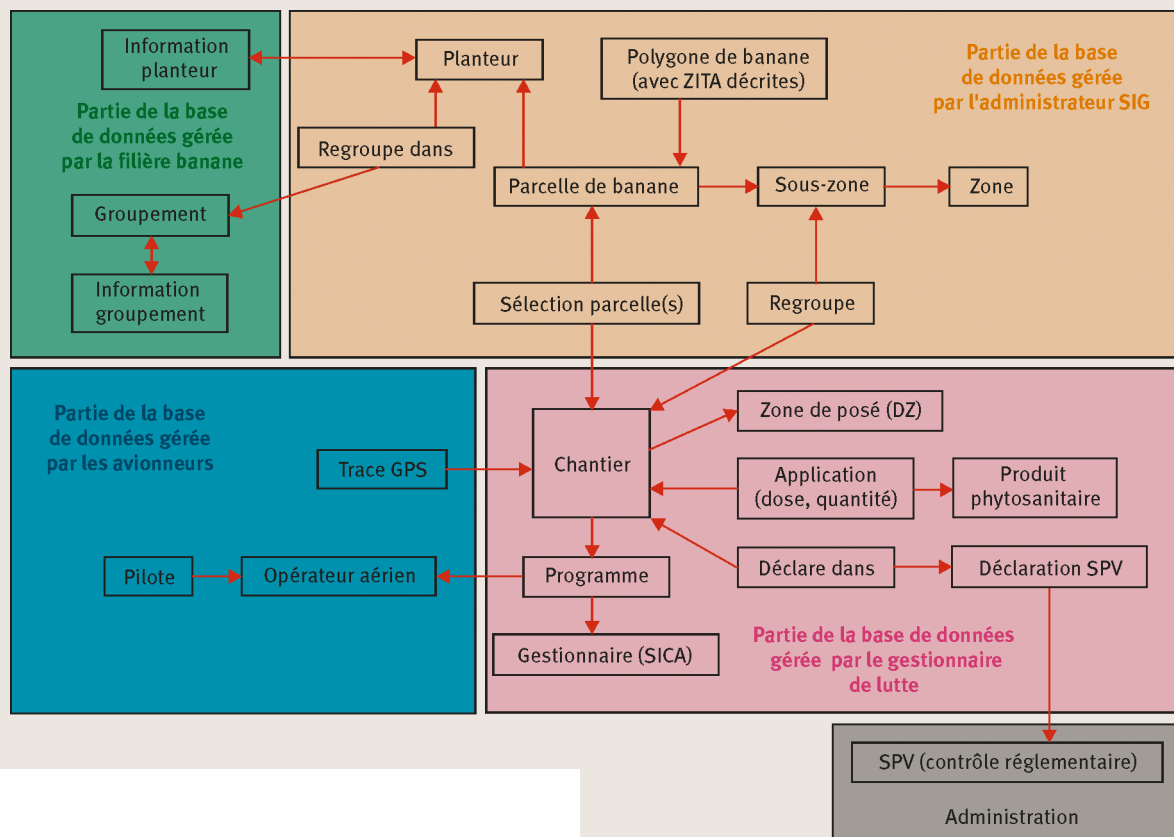 Information
planteur
Partie de la base
de données gérée
par la filière banane
Groupement
Information
groupement
Planteur
Polygone de banane
(avec ZITA décrites)
Partie de la base
de données gérée
par l'administrateur SIG
Regroupe dans
Parcelle de banane
Sous-zone
Zone
Sélection parcelle(s)
Regroupe
Partie de la base
de données gérée
par les avionneurs
Trace GPS
Pilote
Opérateur aérien
Chantier
Zone de posé (DZ)
Application
(dose, quantité)
Produit
phytosanitaire
Programme
Déclare dans
Déclaration SPV
Gestionnaire (SICA)
Partie de la base de données
gérée par le gestionnaire
de lutte
SPV (contrôle réglementaire)
Administration